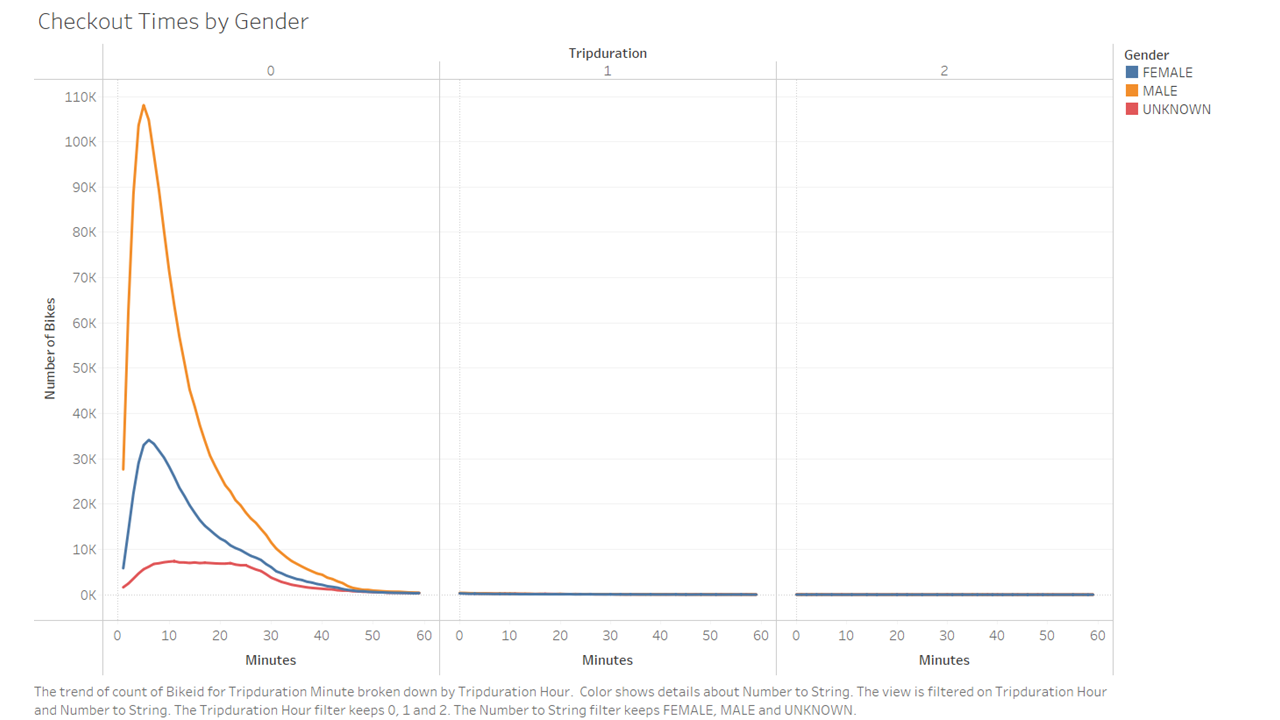 Checkout Times by Gender
Tripduration
0 1 2
Gender
FEMALE
MALE
UNKNOWN
110K
100K
90K
80K
70K
60K
50K
40K
30K
20K
10K
0K
Number of Bikes
0 10 20 30 40 50 60 0 10 20 30 40 50 60 0 10 20 30 40 50 60
Minutes Minutes Minutes
The trend of count of Bikeid for Tripduration Minute broken down by Tripduration Hour. Color shows details about Number to String. The view is filtered on Tripduration Hour
and Number to String. The Tripduration Hour filter keeps 0, 1 and 2. The Number to String filter keeps FEMALE, MALE and UNKNOWN.